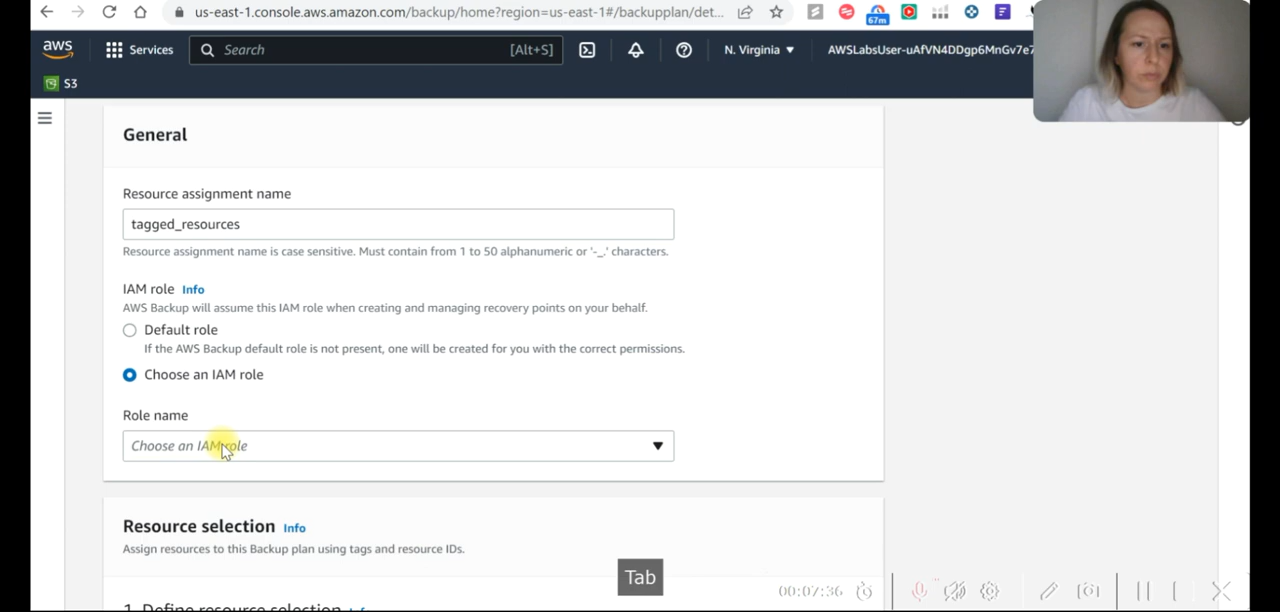 us-east-1.console.aws.amazon.com/backup/home?region=us-east-1#/backupplan/det...
67m
aws
Services
Search
[Alt+S]
N. Virginia
AWSLabsUser-uAfVN4DDgp6MnGv7e7
S3
General
Resource assignment name
tagged_resources
Resource assignment name is case sensitive. Must contain from 1 to 50 alphanumeric or '-_.' characters.
IAM role Info
AWS Backup will assume this IAM role when creating and managing recovery points on your behalf.
Default role
If the AWS Backup default role is not present, one will be created for you with the correct permissions.
Choose an IAM role
Role name
Choose an IAM role
Resource selection Info
Assign resources to this Backup plan using tags and resource IDs.
Tab
00:07:36
1. Define resource selection